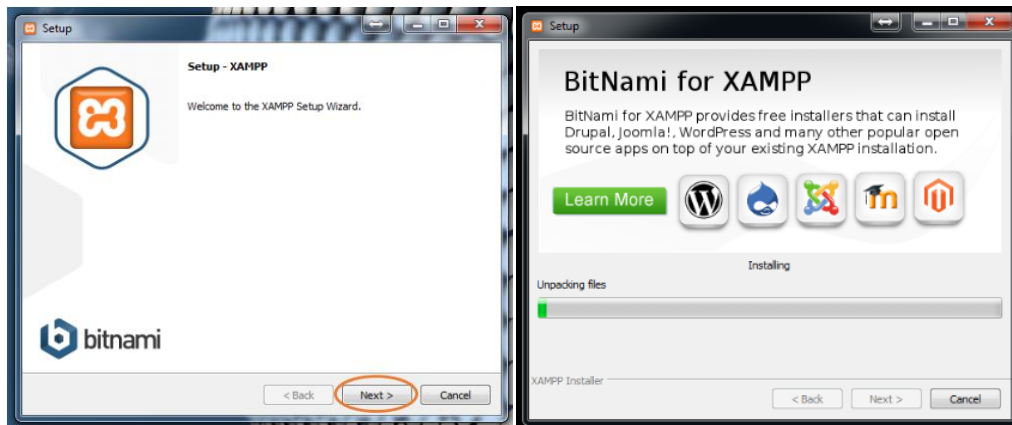 Setup
Setup - XAMPP
Welcome to the XAMPP Setup Wizard.
bitnami
< Back
Next >
Cancel
Setup
BitNami for XAMPP
BitNami for XAMPP provides free installers that can install
Drupal, Joomla!, WordPress and many other popular open
source apps on top of your existing XAMPP installation.
Learn More
Installing
Unpacking files
XAMPP Installer
< Back
Next >
Cancel